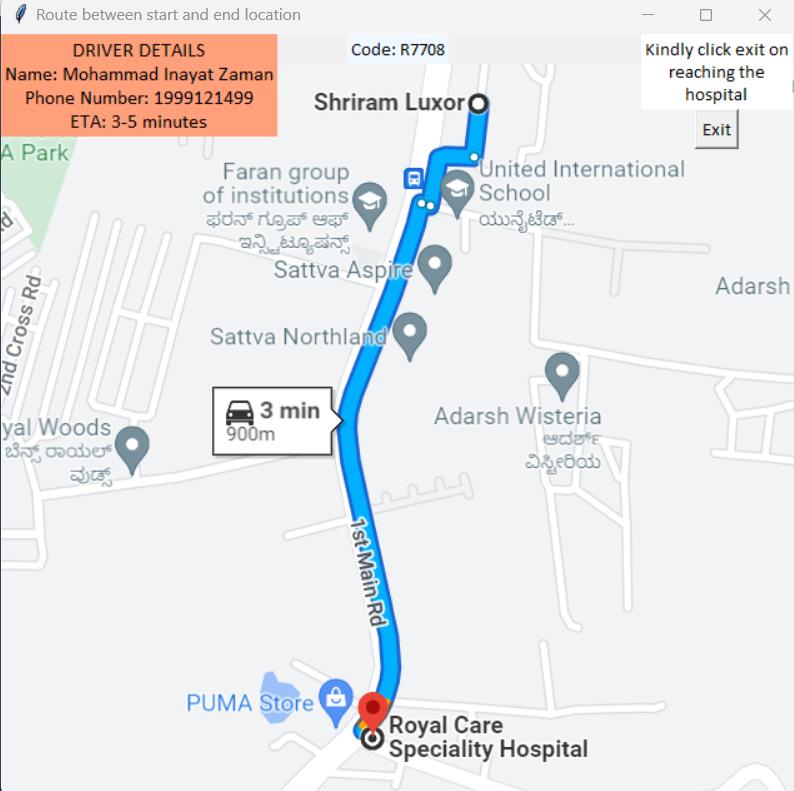 Route between start and end location
DRIVER DETAILS
Name: Mohammad Inayat Zaman
Phone Number: 1999121499
ETA: 3-5 minutes
Code: R7708
Kindly click exit on
reaching the
hospital
Exit
Shriram Luxor
A Park
Faran group
of institutions
ಫರಾನ್ ಗ್ರೂಪ್ ಆಫ್
ಇನ್ಸ್ಟಿಟ್ಯೂಷನ್ಸ್
United International
School
ಯುನೈಟೆಡ್...
Sattva Aspire
Adarsh
2nd Cross Rd
Sattva Northland
3 min
900m
Adarsh Wisteria
ಆದರ್ಶ್
ವಿಸ್ಟೀರಿಯ
yal Woods
ಬೆನ್ಸ್ ರಾಯಲ್
ವುಡ್ಸ್
1st Main Rd
PUMA Store
Royal Care
Speciality Hospital